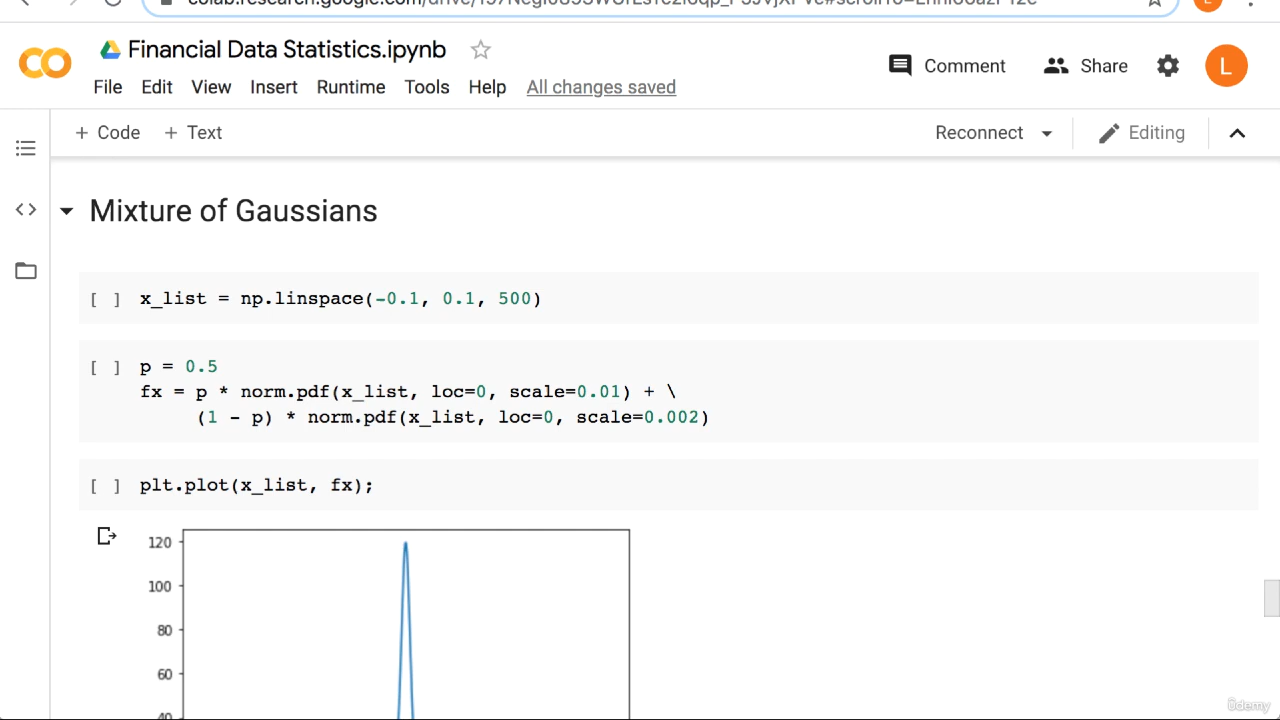 Financial Data Statistics.ipynb
Comment
Share
L
File Edit View Insert Runtime Tools Help All changes saved
+ Code + Text
Reconnect
Editing
Mixture of Gaussians
[ ] x_list = np.linspace(-0.1, 0.1, 500)
[ ] p = 0.5
fx = p * norm.pdf(x_list, loc=0, scale=0.01) + \
(1 - p) * norm.pdf(x_list, loc=0, scale=0.002)
[ ] plt.plot(x_list, fx);
120
100
80
60
40
ûdemy